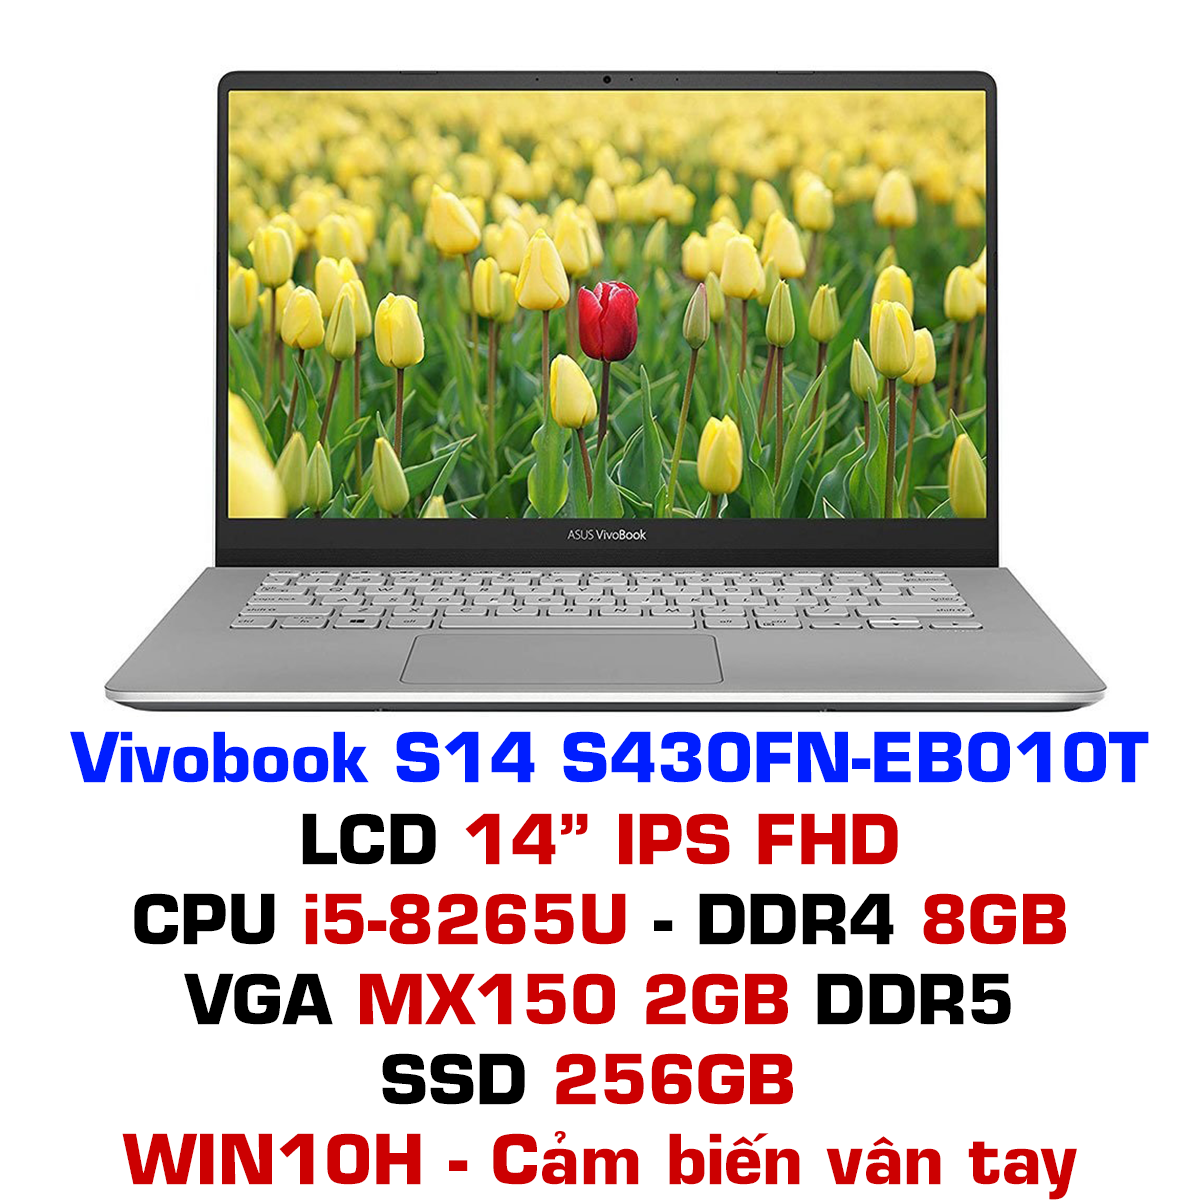 ASUS VivoBook
Vivobook S14 S430FN-EB010T
LCD 14” IPS FHD
CPU i5-8265U - DDR4 8GB
VGA MX150 2GB DDR5
SSD 256GB
WIN10H - Cảm biến vân tay